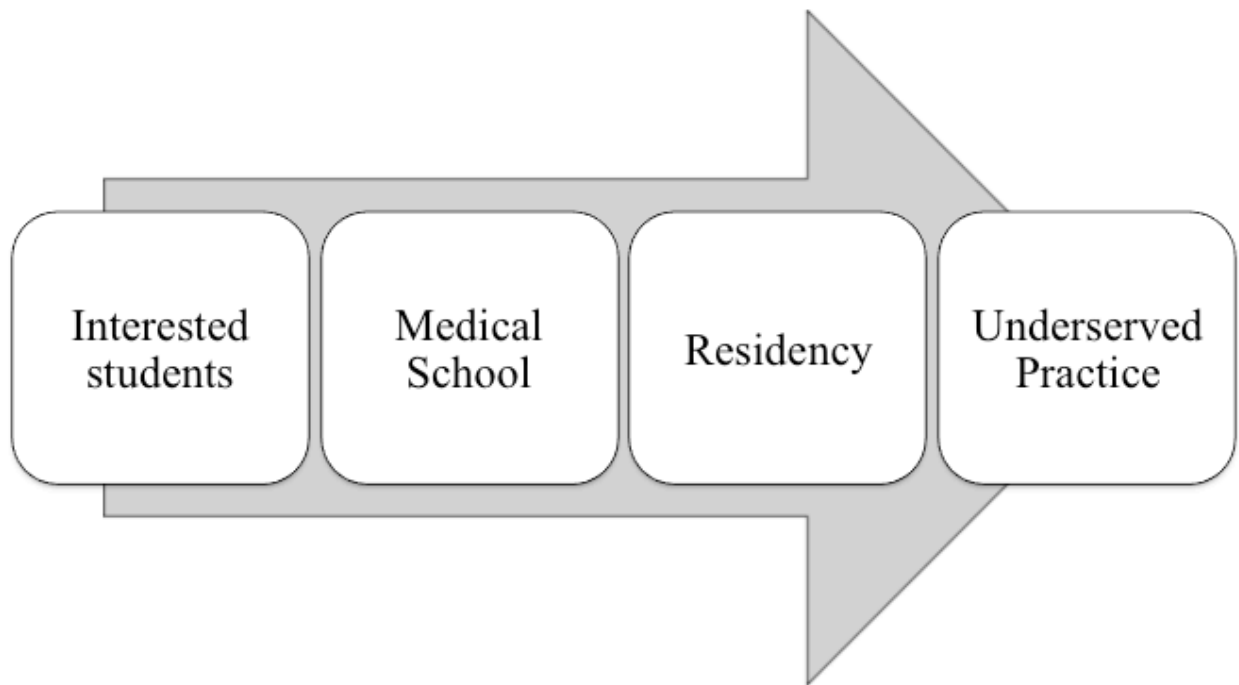 Interested
students
Medical
School
Residency
Underserved
Practice